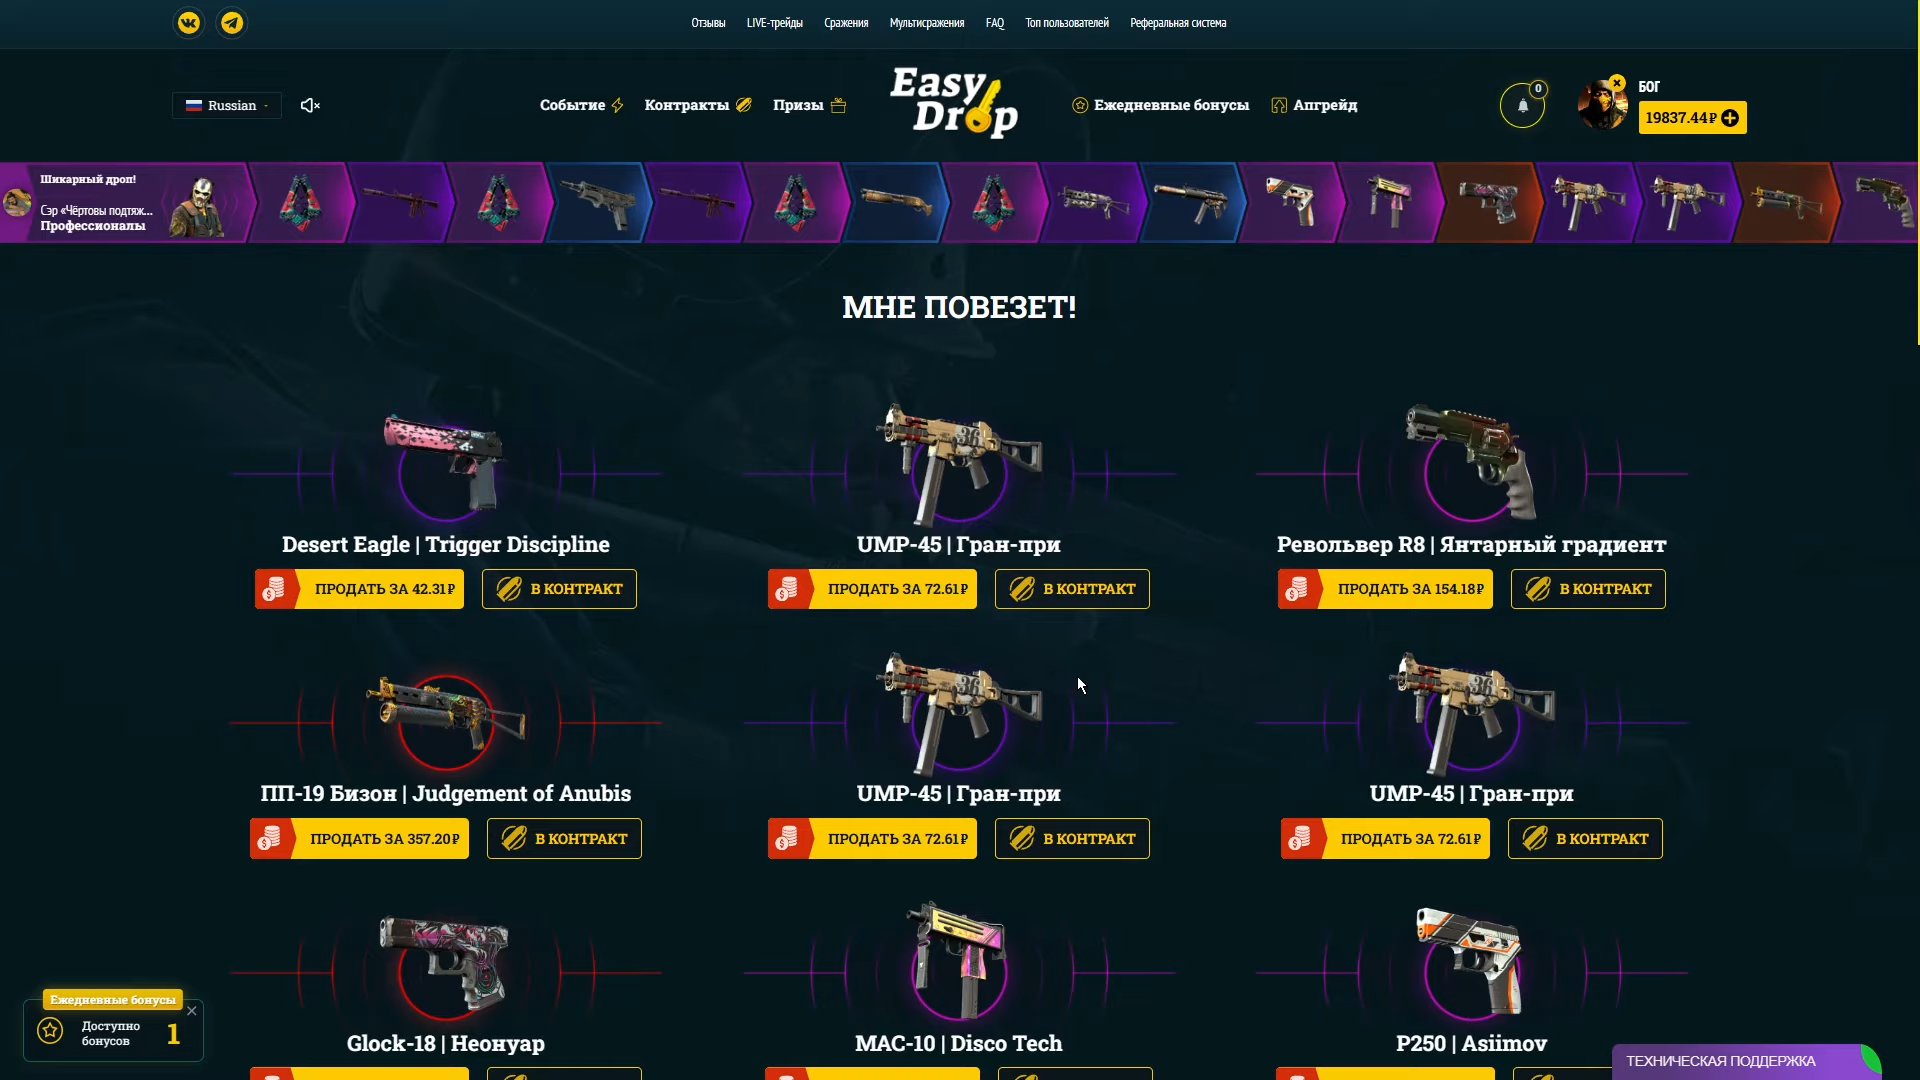 Отзывы
LIVE-трейды
Сражения
Мультисражения
FAQ
Топ пользователей
Реферальная система
Russian
Событие
Контракты
Призы
Easy
Drop
Ежедневные бонусы
Апгрейд
0
БОГ
19837.44₽
Шикарный дроп!
Сэр «Чёртовы подтяж...
Профессионалы
МНЕ ПОВЕЗЕТ!
Desert Eagle | Trigger Discipline
UMP-45 | Гран-при
Револьвер R8 | Янтарный градиент
ПРОДАТЬ ЗА 42.31₽
В КОНТРАКТ
ПРОДАТЬ ЗА 72.61₽
В КОНТРАКТ
ПРОДАТЬ ЗА 154.18₽
В КОНТРАКТ
ПП-19 Бизон | Judgement of Anubis
UMP-45 | Гран-при
UMP-45 | Гран-при
ПРОДАТЬ ЗА 357.20₽
В КОНТРАКТ
ПРОДАТЬ ЗА 72.61₽
В КОНТРАКТ
ПРОДАТЬ ЗА 72.61₽
В КОНТРАКТ
Glock-18 | Неонуар
MAC-10 | Disco Tech
P250 | Asiimov
Ежедневные бонусы
Доступно
бонусов
1
ТЕХНИЧЕСКАЯ ПОДДЕРЖКА